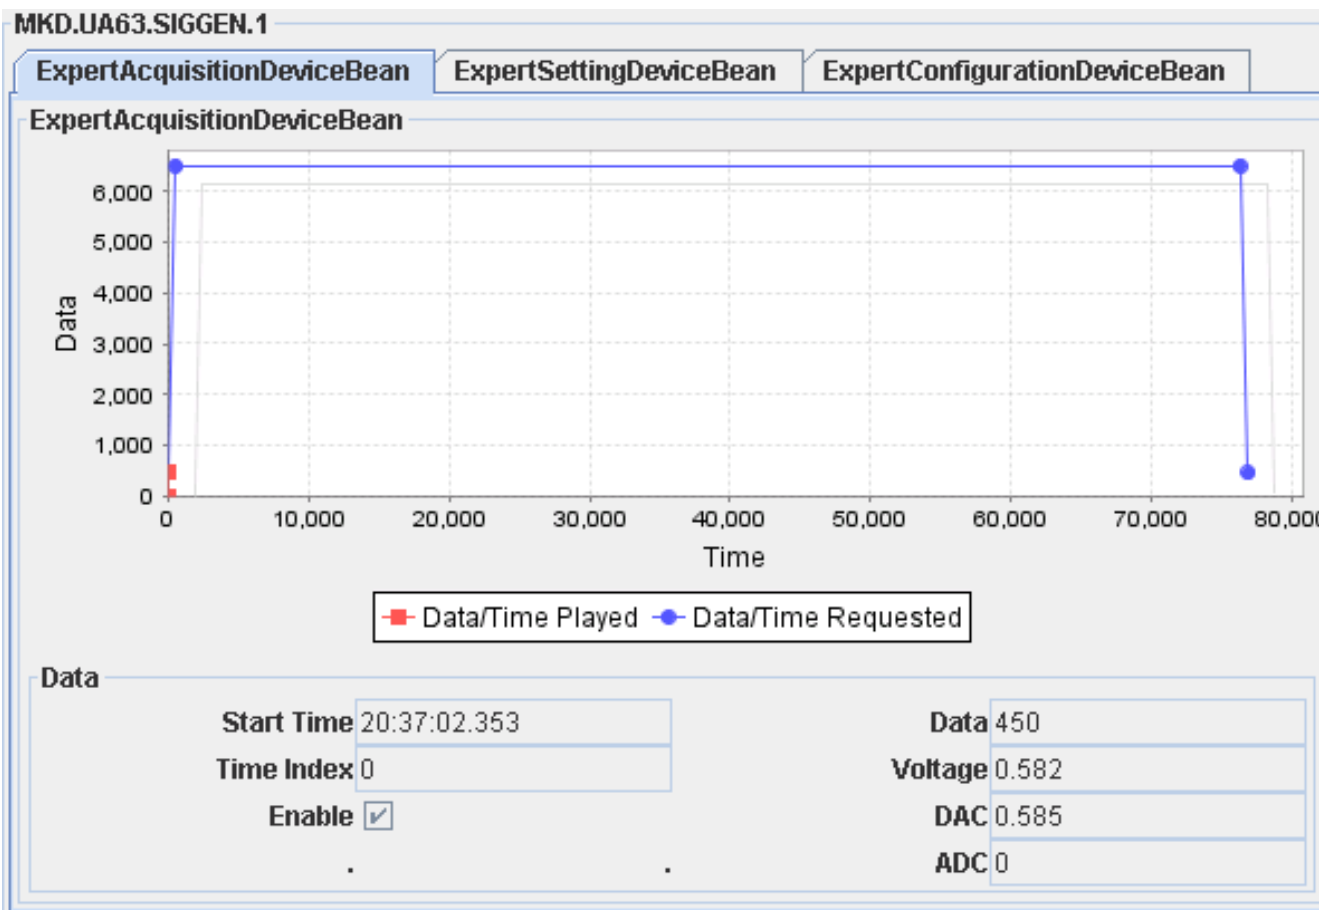 MKD.UA63.SIGGEN.1
ExpertAcquisitionDeviceBean ExpertSettingDeviceBean ExpertConfigurationDeviceBean
ExpertAcquisitionDeviceBean
6,000
5,000
4,000
3,000
2,000
1,000
0
Data
0 10,000 20,000 30,000 40,000 50,000 60,000 70,000 80,000
Time
Data/Time Played Data/Time Requested
Data
Start Time 20:37:02.353 Data 450
Time Index 0 Voltage 0.582
Enable DAC 0.585
. . ADC 0